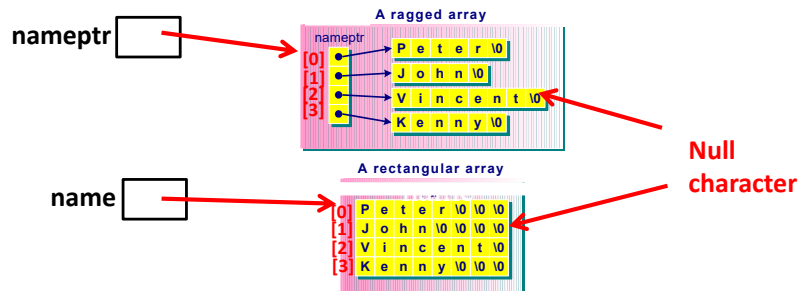 A ragged array
nameptr
nameptr
[0] P e t e r \0
[1] J o h n \0
[2] V i n c e n t \0
[3] K e n n y \0
Null
character
A rectangular array
name
[0] P e t e r \0 \0 \0
[1] J o h n \0 \0 \0 \0
[2] V i n c e n t \0
[3] K e n n y \0 \0 \0